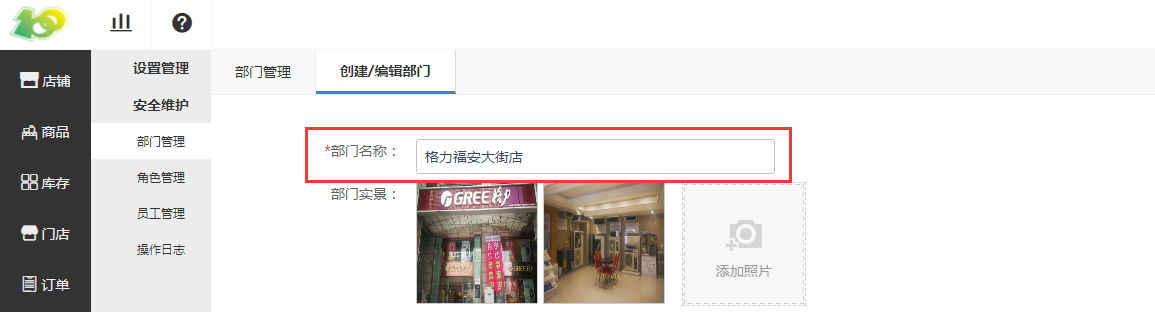 店铺
商品
库存
门店
订单
设置管理
安全维护
部门管理
角色管理
员工管理
操作日志
部门管理
创建/编辑部门
*部门名称：
格力福安大街店
部门实景：
GREE
添加照片